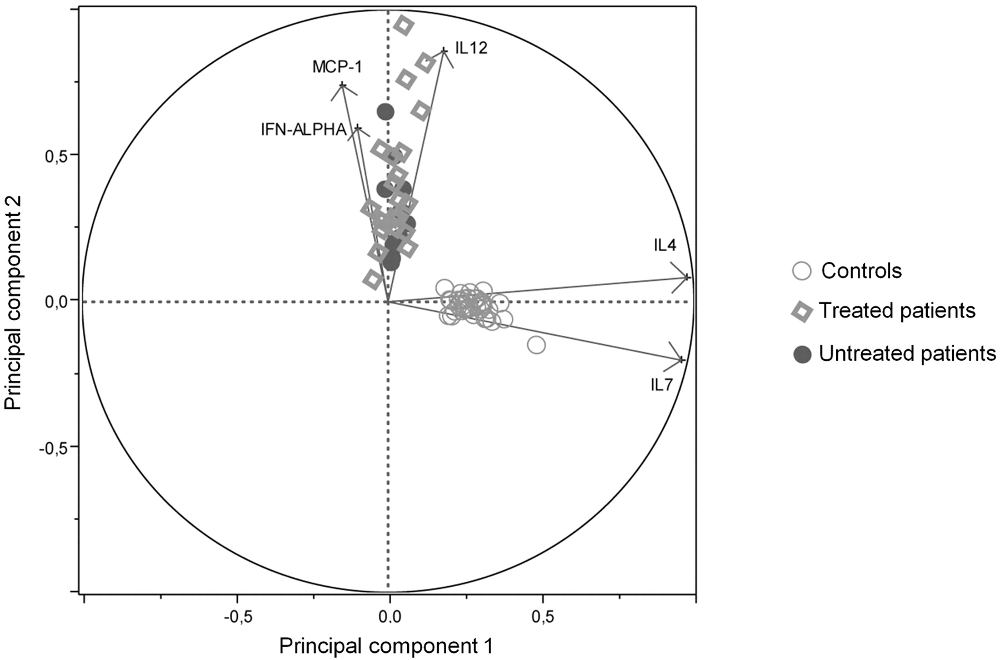 IL12
MCP-1
IFN-ALPHA
0,5
IL4
Controls
0,0
Treated patients
Untreated patients
IL7
-0,5
Principal component 2
-0,5
0.0
0,5
Principal component 1